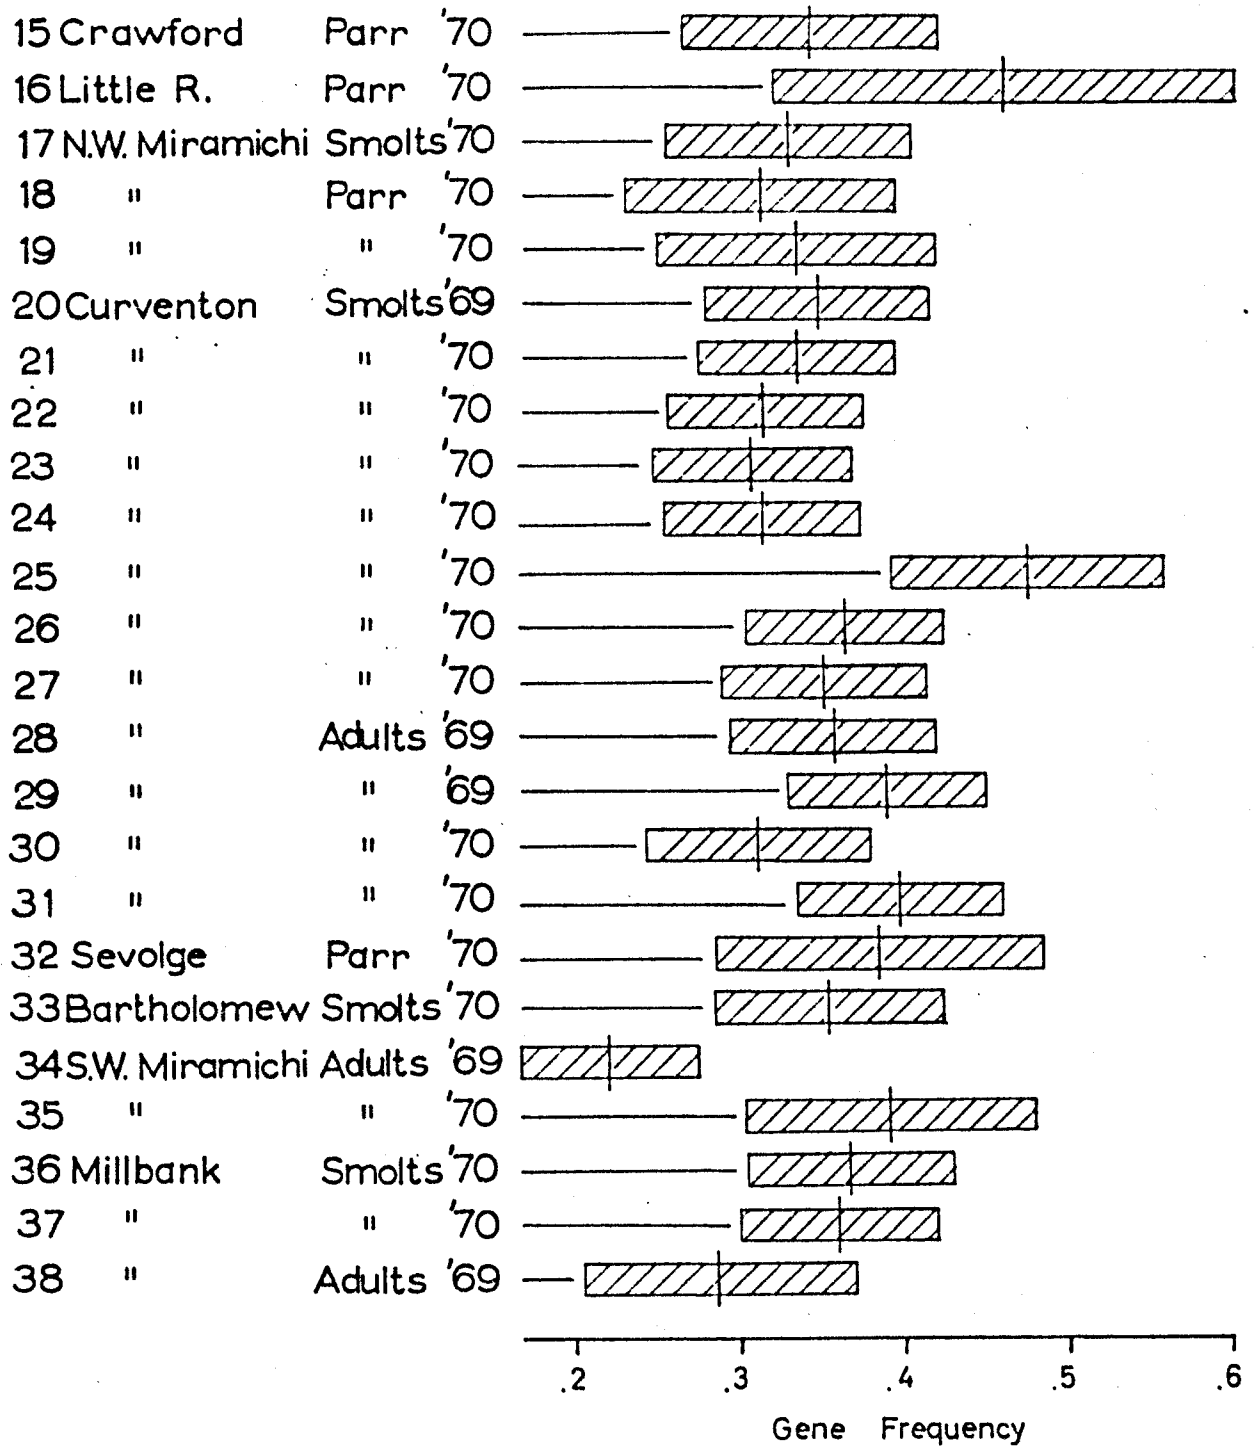 15 Crawford Parr '70
16 Little R. Parr '70
17 N.W. Miramichi Smolts '70
18 " Parr '70
19 " " '70
20 Curventon Smolts '69
21 " " '70
22 " " '70
23 " " '70
24 " " '70
25 " " '70
26 " " '70
27 " " '70
28 " Adults '69
29 " " '69
30 " " '70
31 " " '70
32 Sevolge Parr '70
33 Bartholomew Smolts '70
34 S.W. Miramichi Adults '69
35 " " '70
36 Millbank Smolts '70
37 " " '70
38 " Adults '69
.2 .3 .4 .5 .6
Gene Frequency